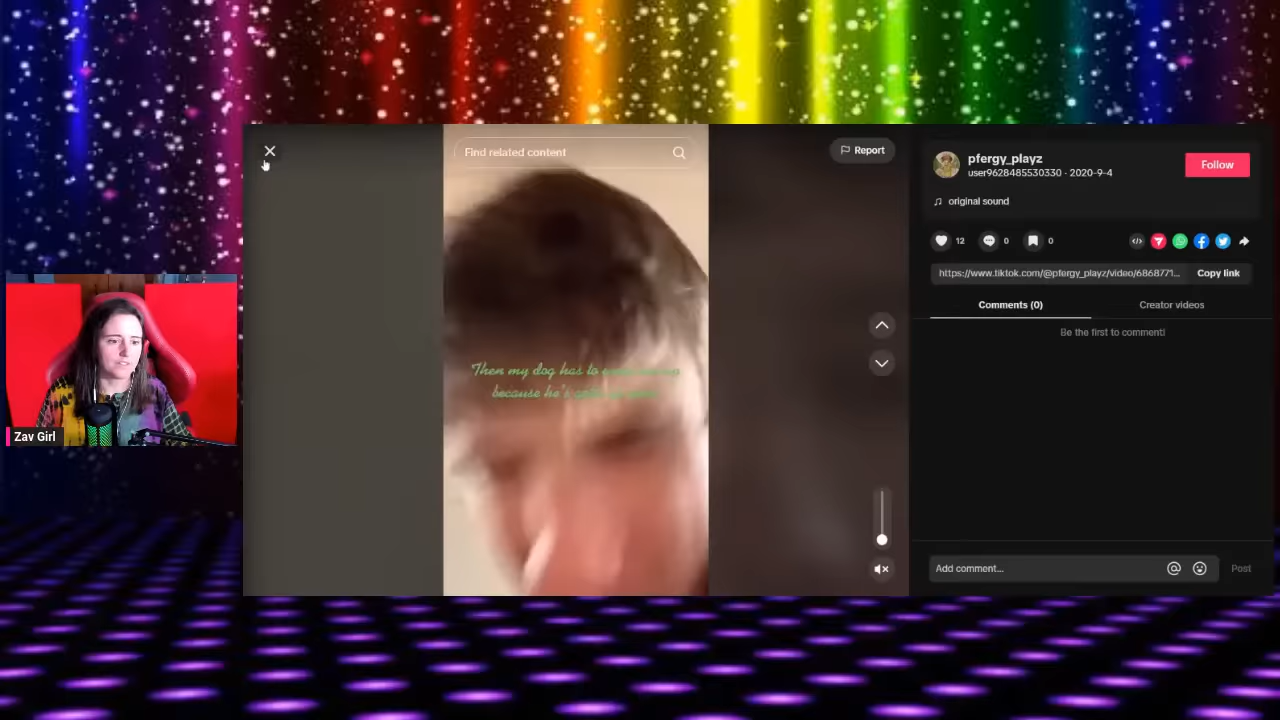 Find related content
Report
pfergy_playz
user9628485530330 · 2020-9-4
Follow
original sound
12
0
0
https://www.tiktok.com/@pfergy_playz/video/6868771...
Copy link
Comments (0)
Creator videos
Be the first to comment!
Then my dog has to
because he's
Zav Girl
Add comment...
Post